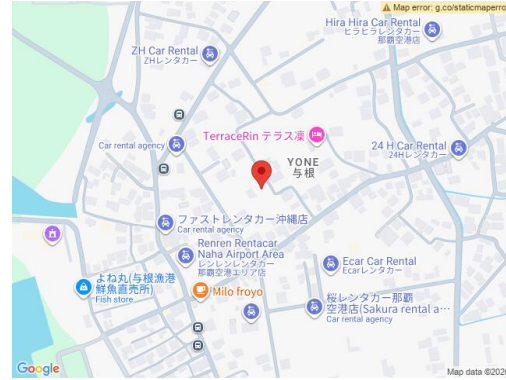 Map error: g.co/staticmaperro
Hira Hira Car Rental
ヒラヒラレンタカー
那覇空港店
ZH Car Rental
ZHレンタカー
TerraceRin テラス凜
Car rental agency
YONE
与根
24 H Car Rental
24Hレンタカー
ファストレンタカー沖縄店
Car rental agency
Renren Rentacar
Naha Airport Area
レンレンレンタカー
那覇空港エリア店
Ecar Car Rental
Ecarレンタカー
よね丸(与根漁港
鮮魚直売所)
Fish store
Milo froyo
桜レンタカー那覇
空港店(Sakura rental a…
Car rental agency
Google
Map data ©2026